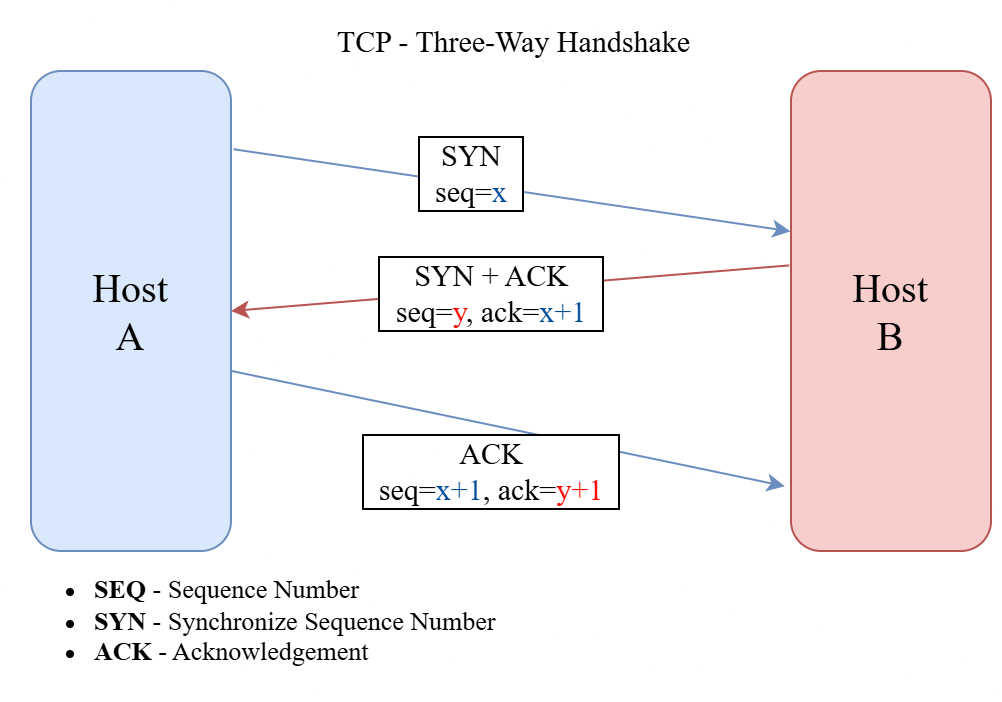 TCP - Three-Way Handshake
SYN
seq=x
SYN + ACK
seq=y, ack=x+1
Host
A
Host
B
ACK
seq=x+1, ack=y+1
SEQ - Sequence Number
SYN - Synchronize Sequence Number
ACK - Acknowledgement